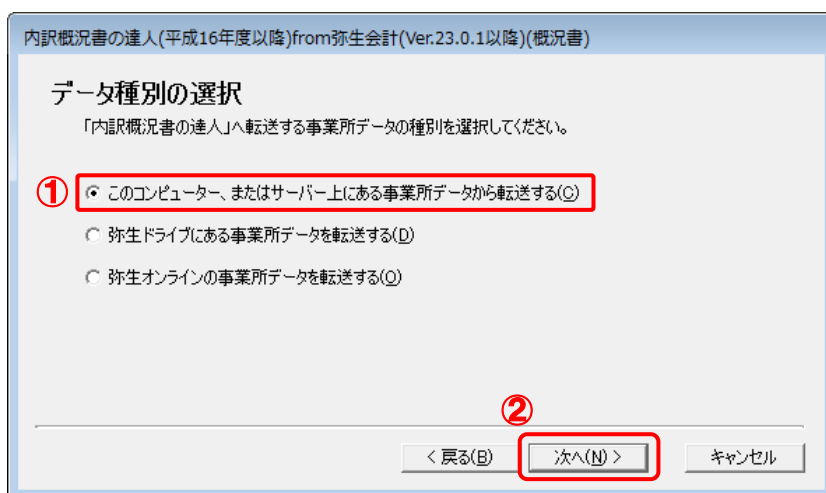 内訳概況書の達人(平成16年度以降)from弥生会計(Ver.23.0.1以降)(概況書)
データ種別の選択
「内訳概況書の達人」へ転送する事業所データの種別を選択してください。
① このコンピューター、またはサーバー上にある事業所データから転送する(C)
弥生ドライブにある事業所データを転送する(D)
弥生オンラインの事業所データを転送する(O)
②
< 戻る(B) 次へ(N) > キャンセル